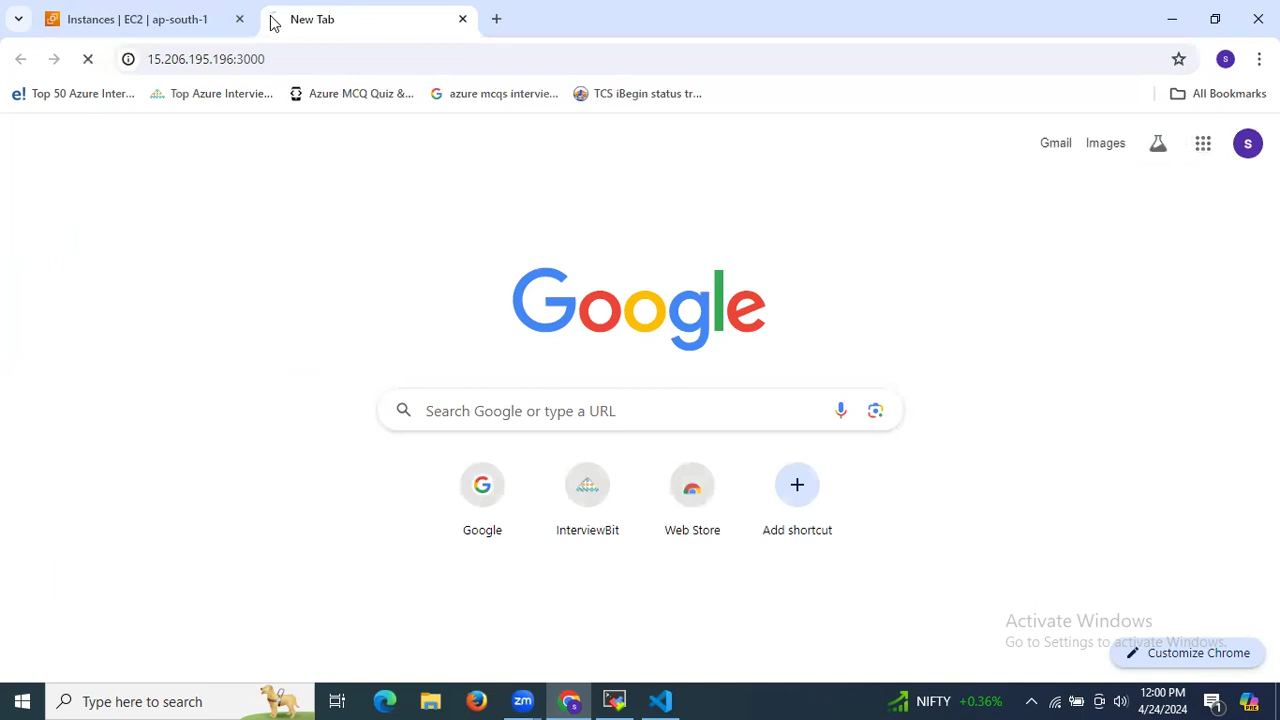 Instances | EC2 | ap-south-1
New Tab
15.206.195.196:3000
s
e! Top 50 Azure Inter...
Top Azure Intervie...
Azure MCQ Quiz &...
azure mcqs intervie...
TCS iBegin status tr...
All Bookmarks
Gmail
Images
s
Google
Search Google or type a URL
Google
InterviewBit
Web Store
Add shortcut
Activate Windows
Go to Settings to activate Windows.
Customize Chrome
Type here to search
zm
NIFTY +0.36%
12:00 PM
4/24/2024
1
PRE